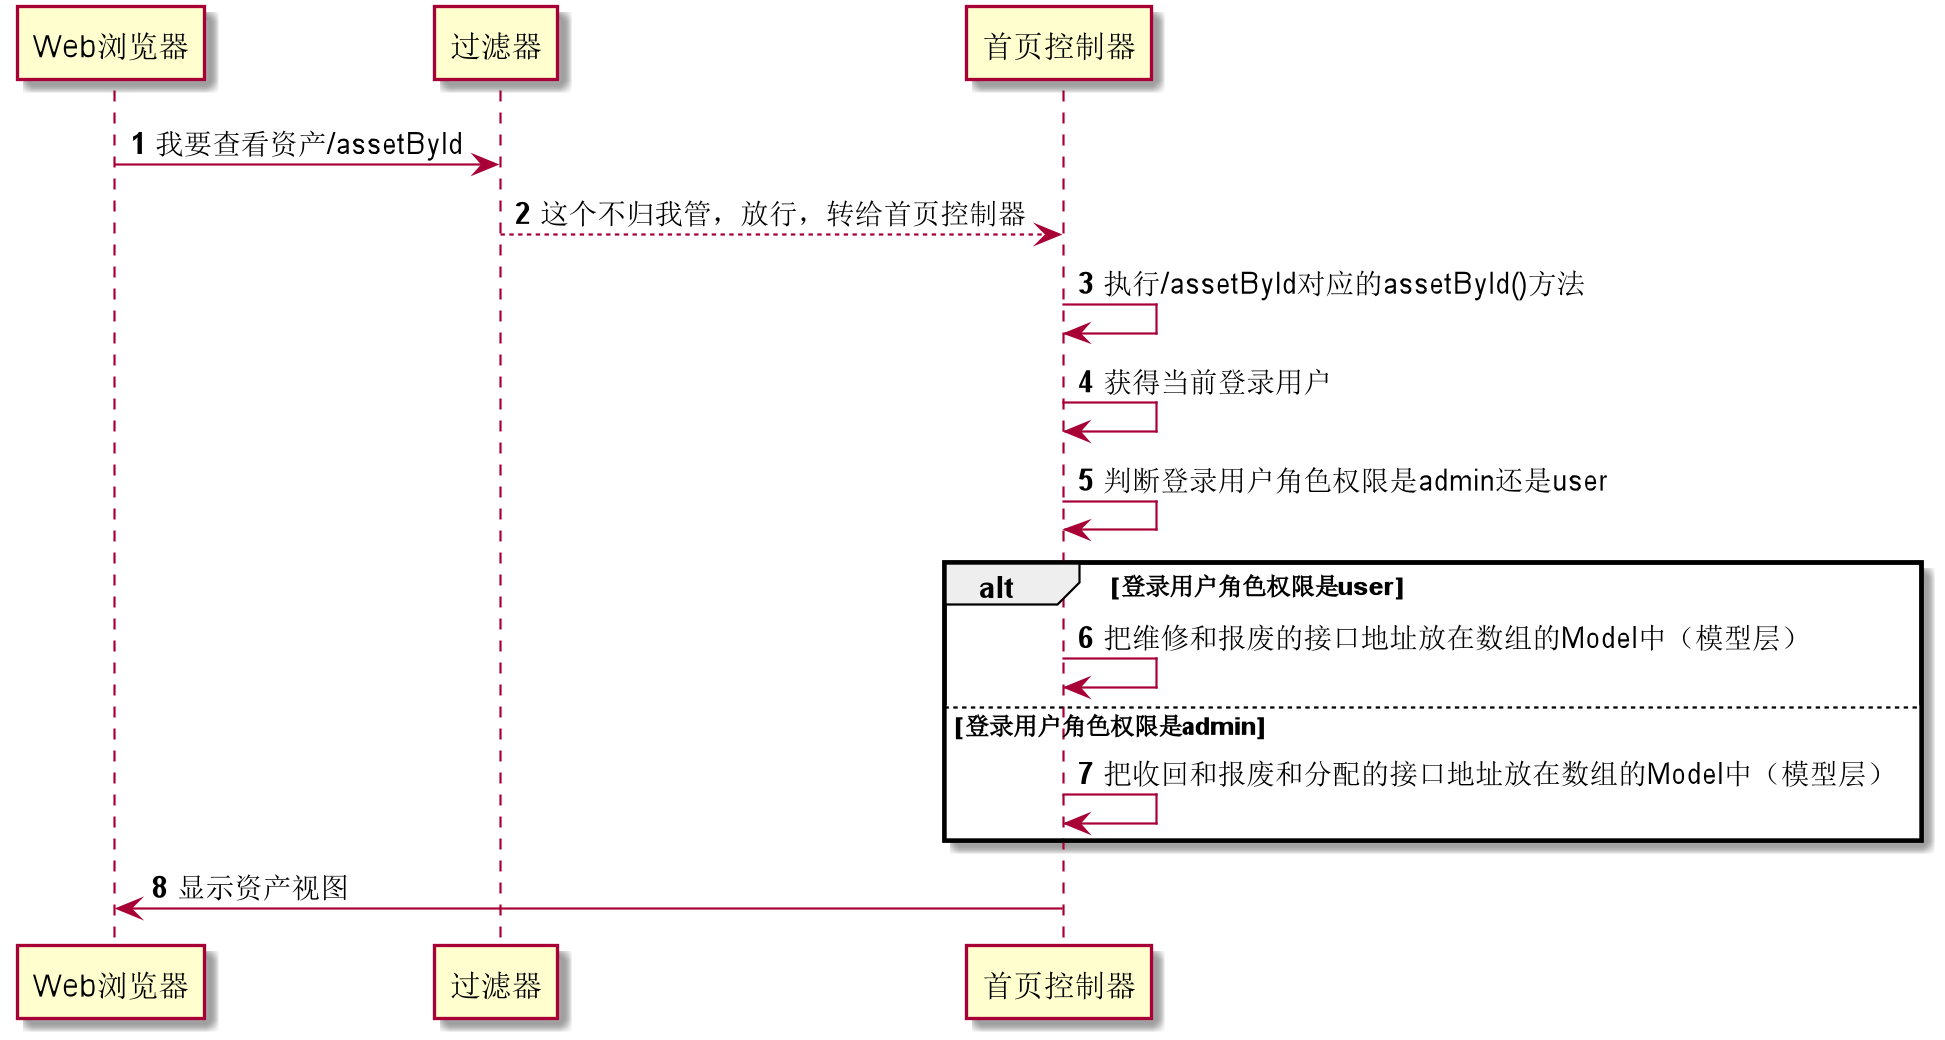 Web浏览器
过滤器
首页控制器
1 我要查看资产/assetById
2 这个不归我管，放行，转给首页控制器
3 执行/assetById对应的assetById()方法
4 获得当前登录用户
5 判断登录用户角色权限是admin还是user
alt
[登录用户角色权限是user]
6 把维修和报废的接口地址放在数组的Model中（模型层）
[登录用户角色权限是admin]
7 把收回和报废和分配的接口地址放在数组的Model中（模型层）
8 显示资产视图
Web浏览器
过滤器
首页控制器